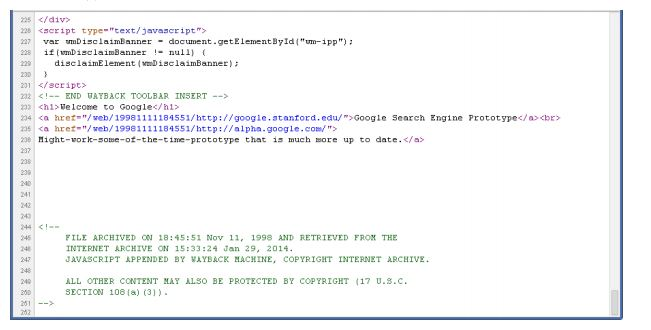 225 </div>
226 <script type="text/javascript">
227 var wmDisclaimBanner = document.getElementById("wm-ipp");
228 if(wmDisclaimBanner != null) {
229 disclaimElement(wmDisclaimBanner);
230 }
231 </script>
232 <!-- END WAYBACK TOOLBAR INSERT -->
233 <h1>Welcome to Google</h1>
234 <a href="/web/19981111184551/http://google.stanford.edu/">Google Search Engine Prototype</a><br>
235 <a href="/web/19981111184551/http://alpha.google.com/">
236 Might-work-some-of-the-time-prototype that is much more up to date.</a>
237
238
239
240
241
242
243
244 <!--
245 FILE ARCHIVED ON 18:45:51 Nov 11, 1998 AND RETRIEVED FROM THE
246 INTERNET ARCHIVE ON 15:33:24 Jan 29, 2014.
247 JAVASCRIPT APPENDED BY WAYBACK MACHINE, COPYRIGHT INTERNET ARCHIVE.
248
249 ALL OTHER CONTENT MAY ALSO BE PROTECTED BY COPYRIGHT (17 U.S.C.
250 SECTION 108(a)(3)).
251 -->
252